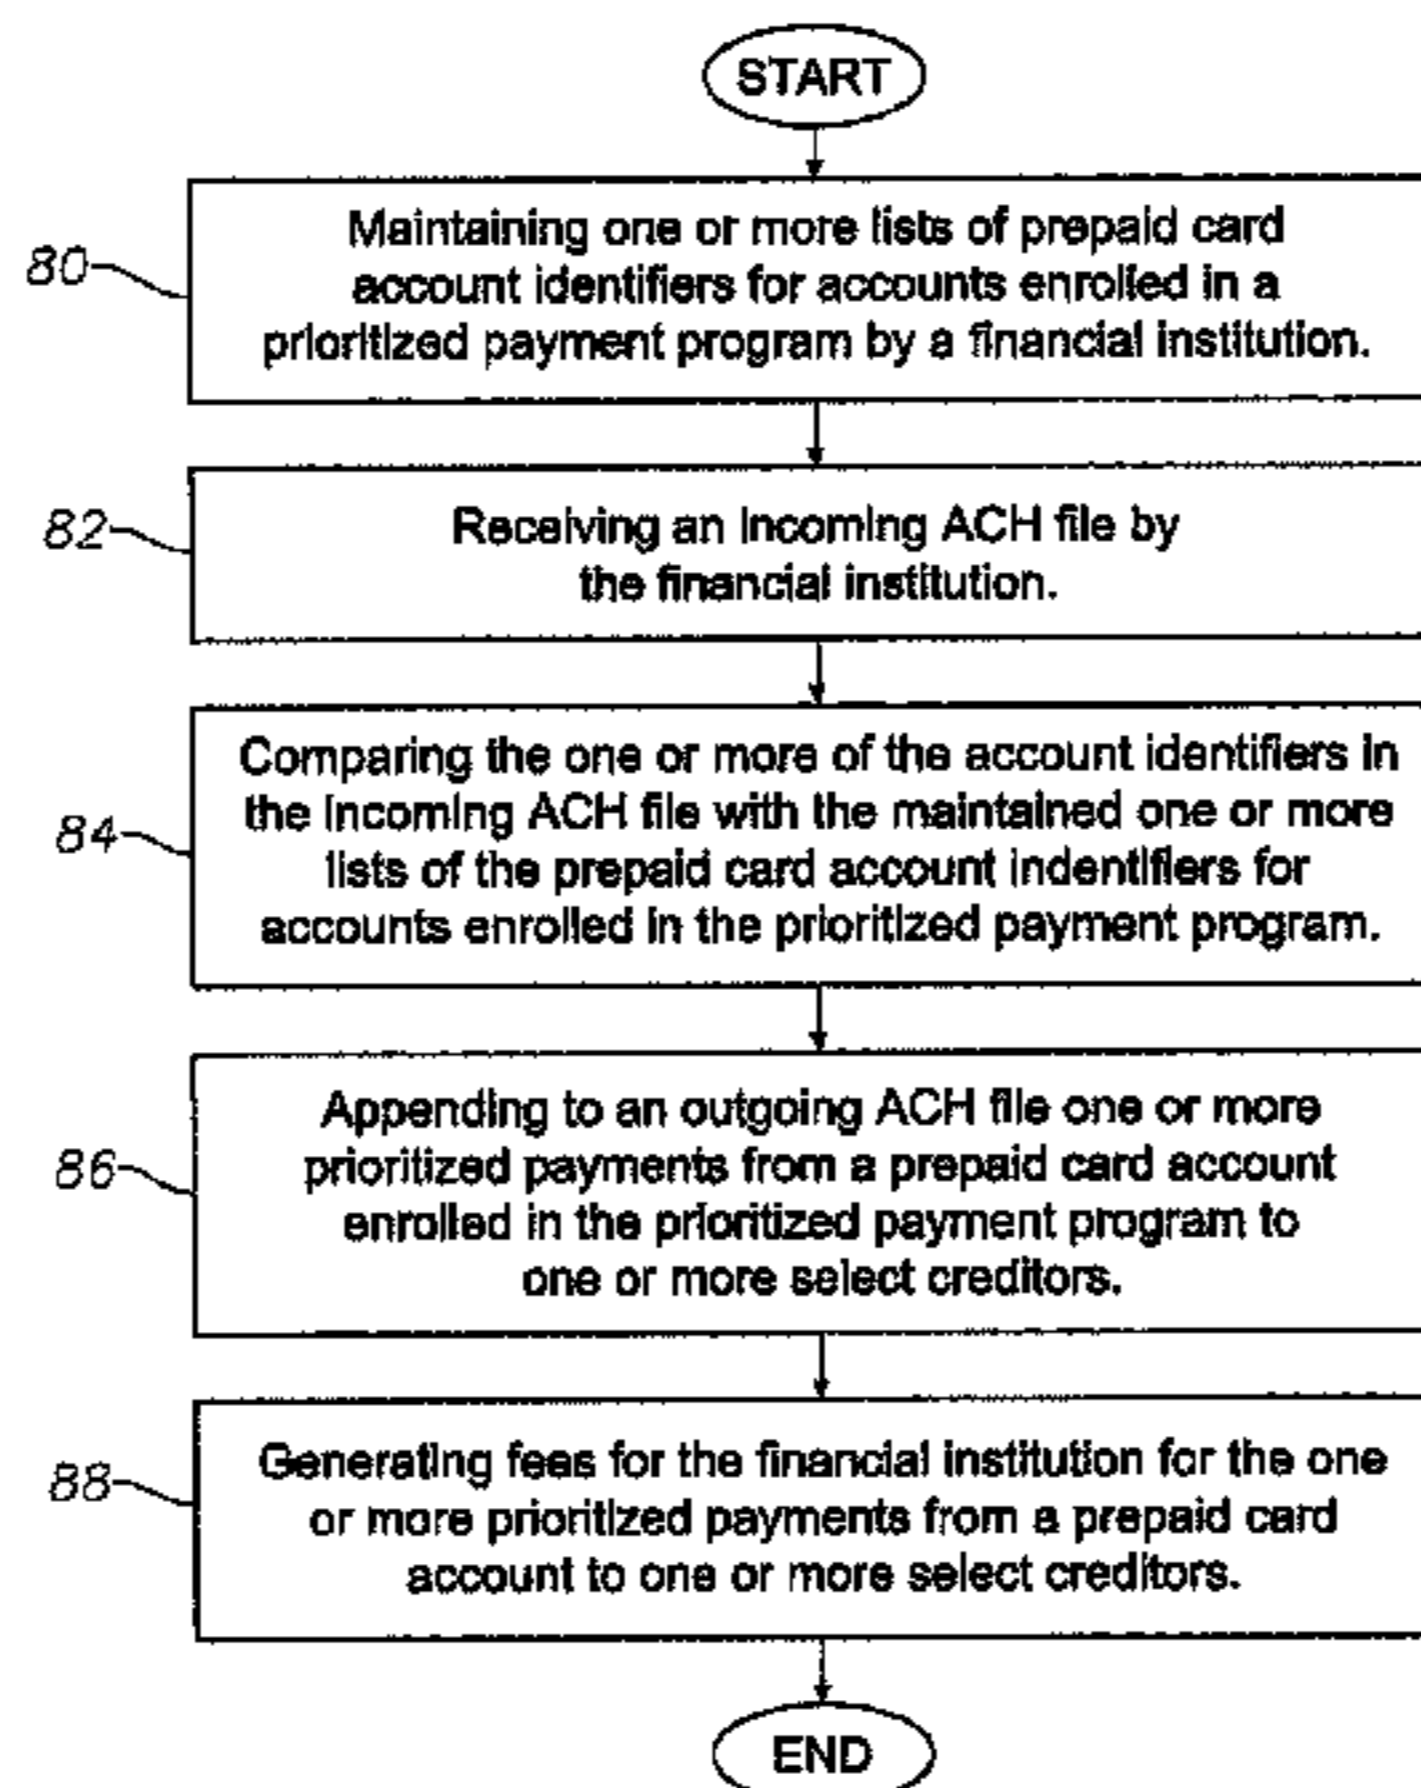 START
Maintaining one or more lists of prepaid card
account identifiers for accounts enrolled in a
prioritized payment program by a financial institution.
80
Receiving an incoming ACH file by
the financial institution.
82
Comparing the one or more of the account identifiers in
the incoming ACH file with the maintained one or more
lists of the prepaid card account indentifiers for
accounts enrolled in the prioritized payment program.
84
Appending to an outgoing ACH file one or more
prioritized payments from a prepaid card account
enrolled in the prioritized payment program to
one or more select creditors.
86
Generating fees for the financial institution for the one
or more prioritized payments from a prepaid card
account to one or more select creditors.
88
END